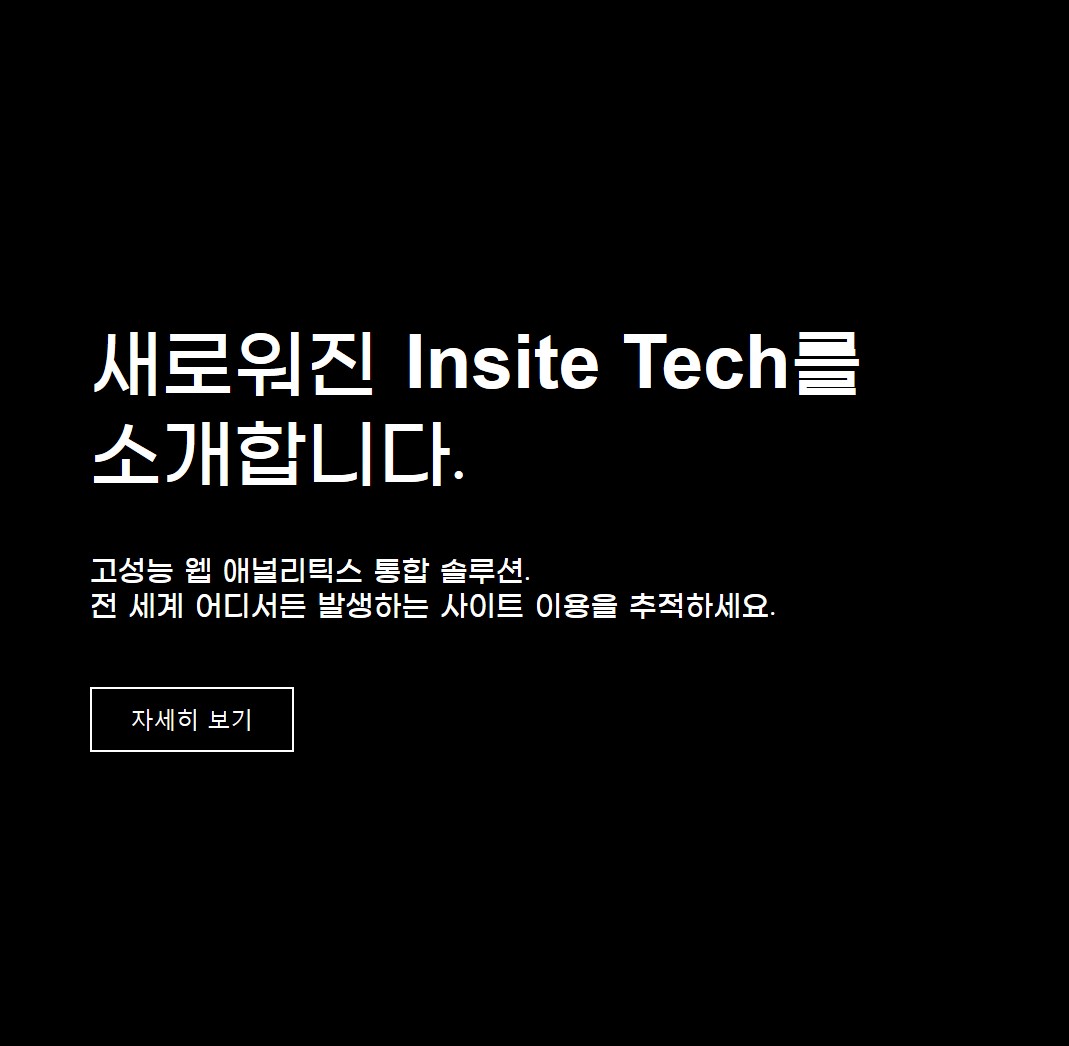 새로워진 Insite Tech를
소개합니다.
고성능 웹 애널리틱스 통합 솔루션.
전 세계 어디서든 발생하는 사이트 이용을 추적하세요.
자세히 보기